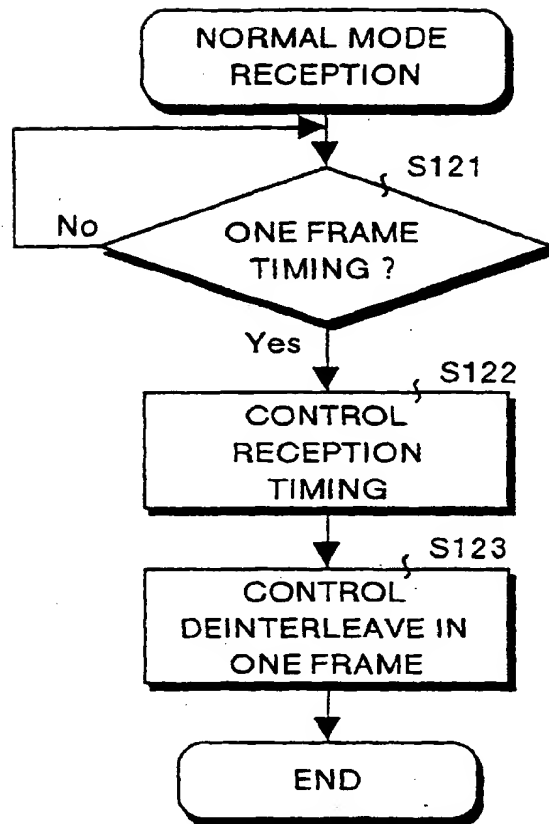 NORMAL MODE
RECEPTION
S121
No
ONE FRAME
TIMING ?
Yes
S122
CONTROL
RECEPTION
TIMING
S123
CONTROL
DEINTERLEAVE IN
ONE FRAME
END